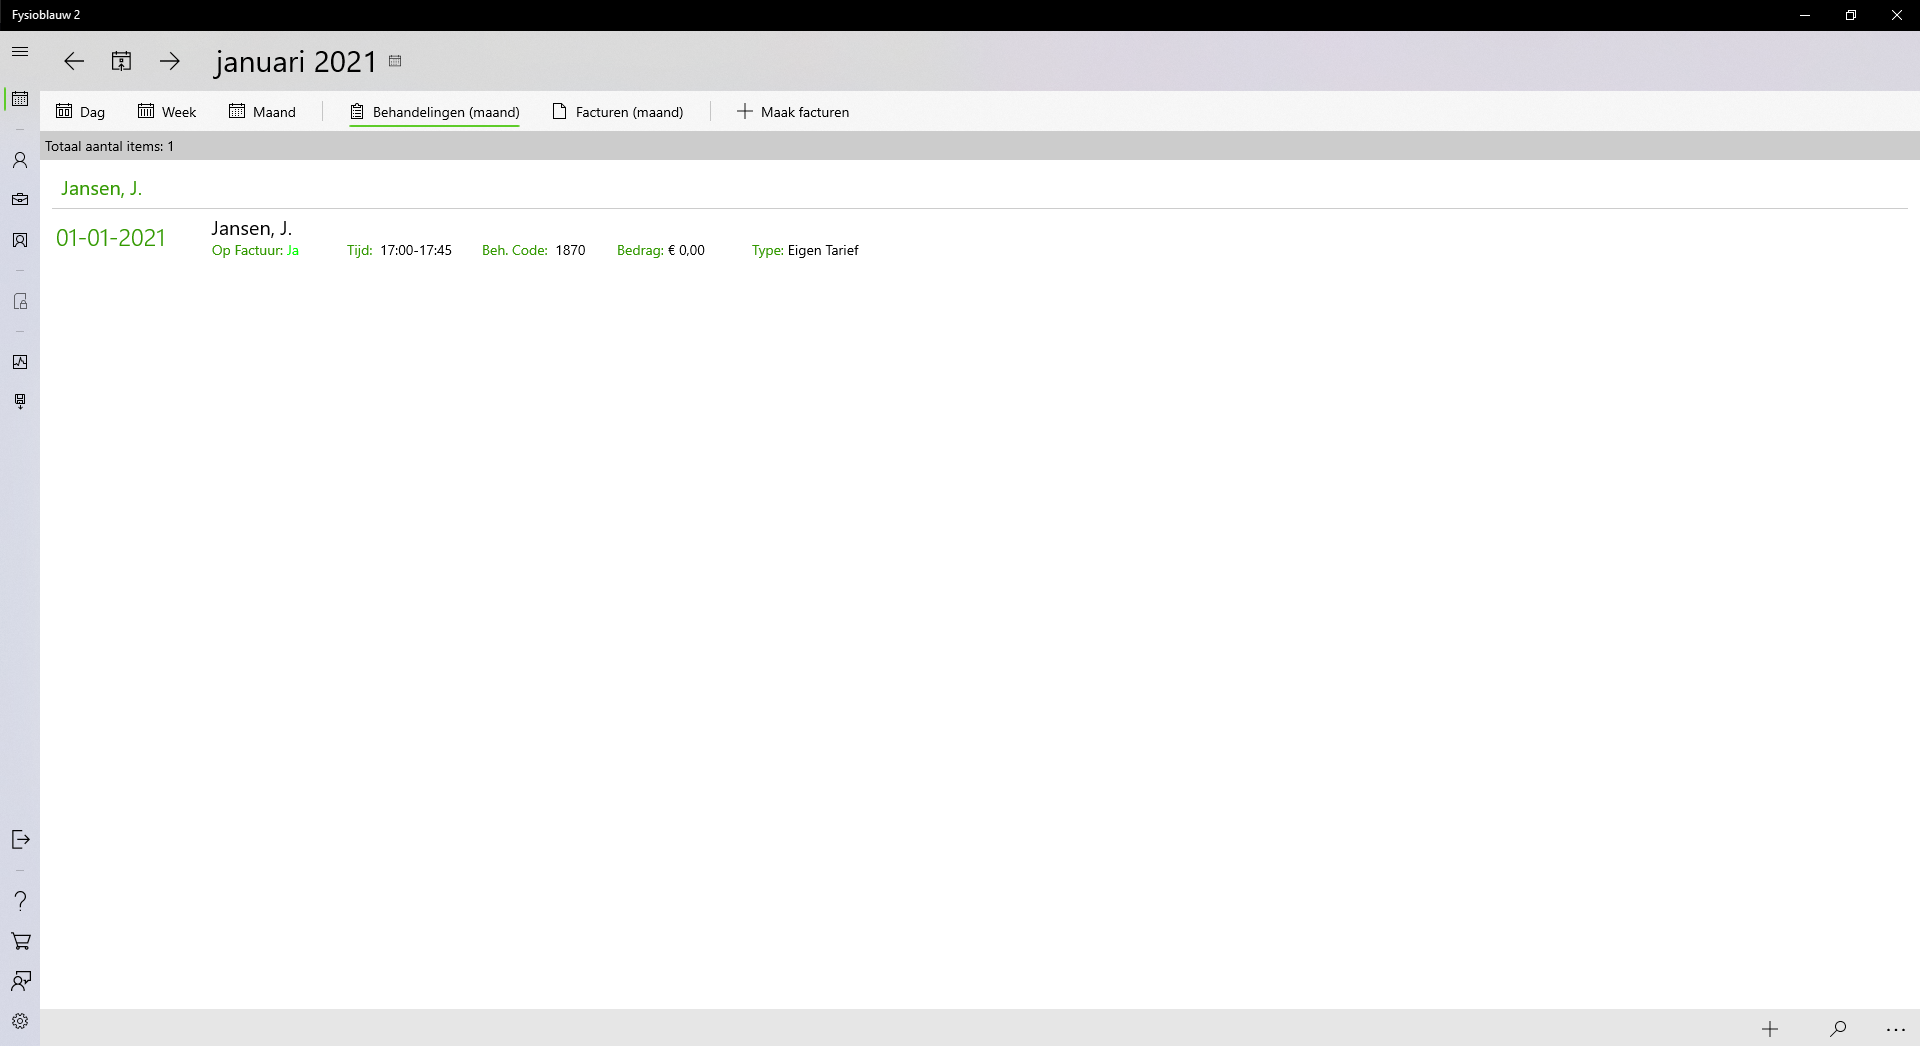 Fysioblauw 2
januari 2021
Dag Week Maand Behandelingen (maand) Facturen (maand) Maak facturen
Totaal aantal items: 1
Jansen, J.
01-01-2021
Jansen, J.
Op Factuur: Ja Tijd: 17:00-17:45 Beh. Code: 1870 Bedrag: € 0,00 Type: Eigen Tarief